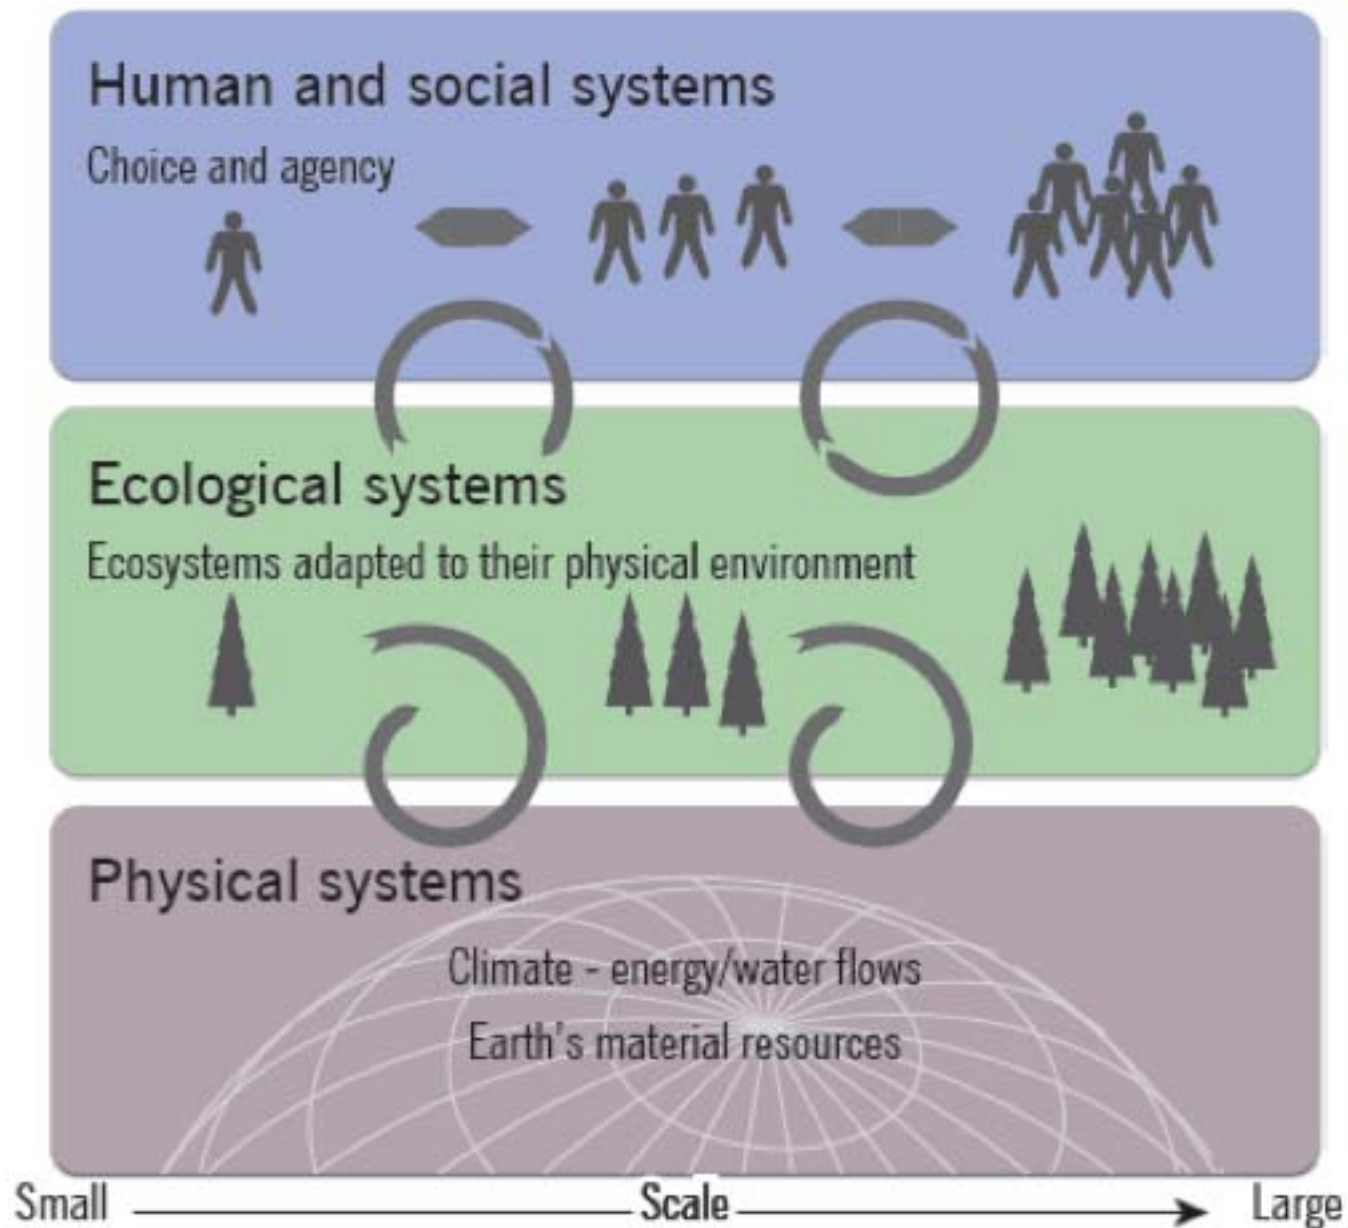 Human and social systems
Choice and agency
Ecological systems
Ecosystems adapted to their physical environment
Physical systems
Climate - energy/water flows
Earth's material resources
Small Scale Large